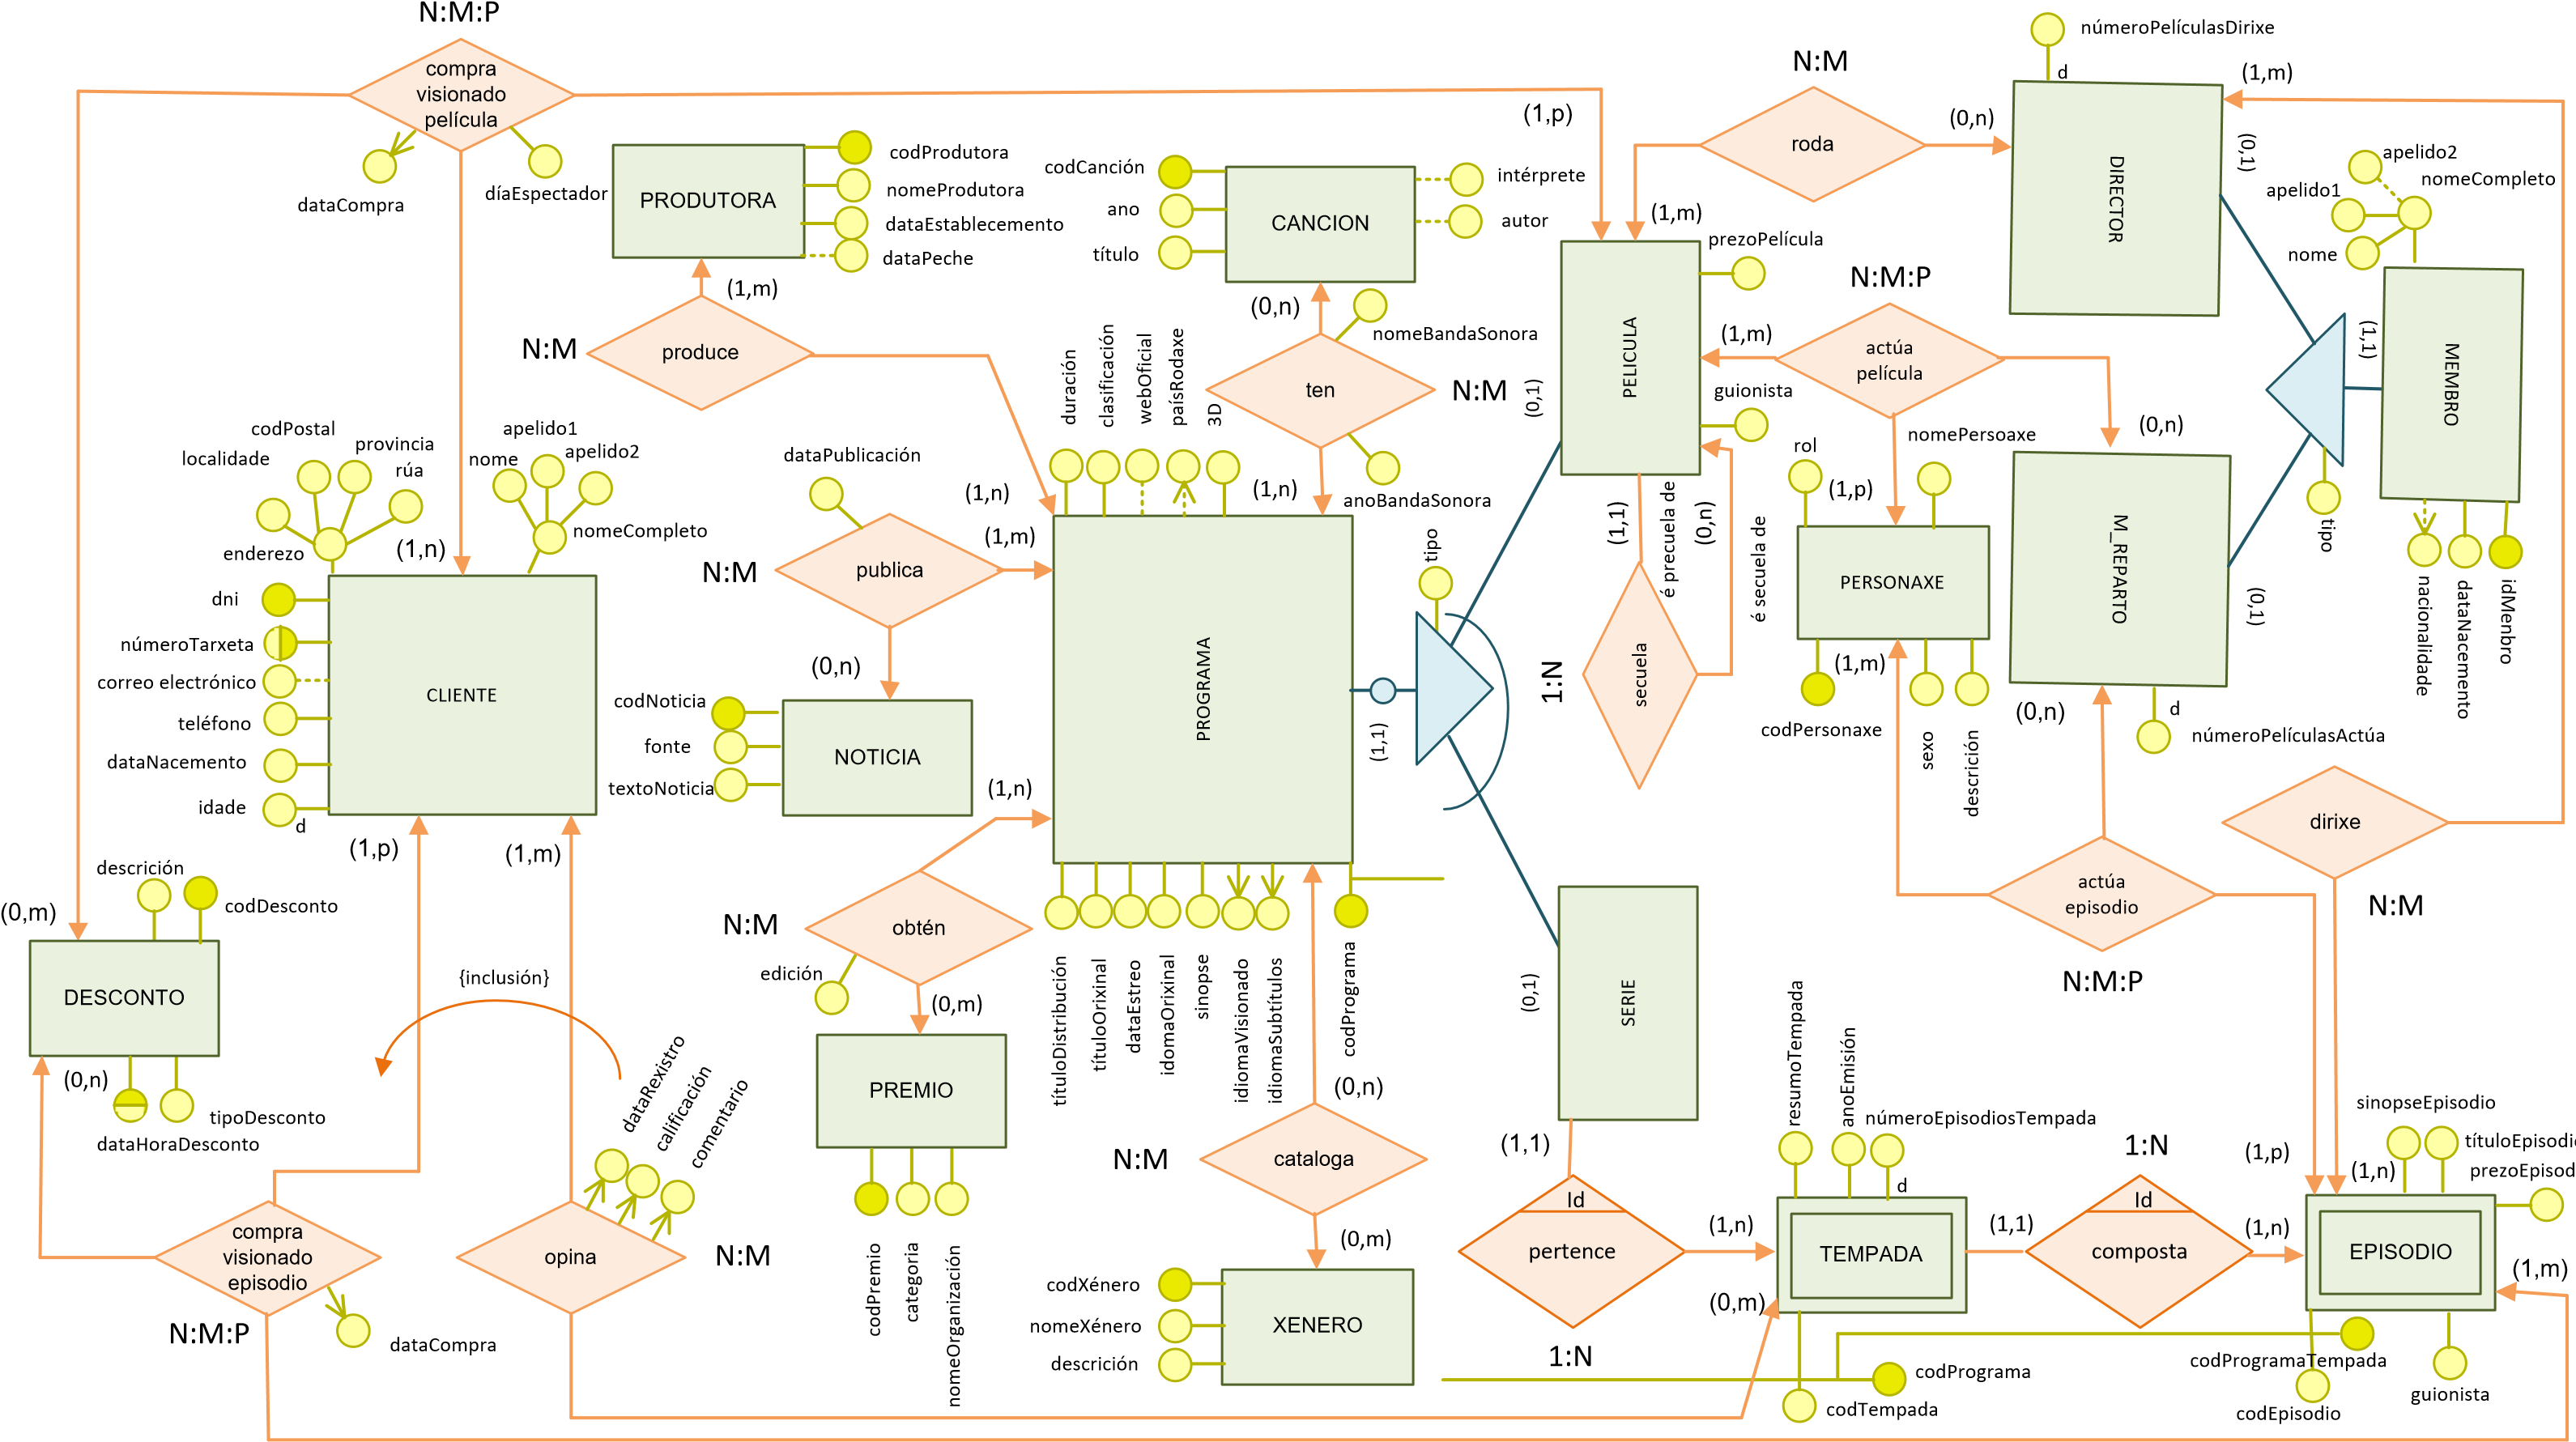 N:M:P
compra
visionado
película
dataCompra
díaEspectador
PRODUTORA
codProdutora
nomeProdutora
dataEstablecemento
dataPeche
(1,m)
produce
N:M
(1,n)
codCanción
ano
título
CANCION
intérprete
autor
(0,n)
nomeBandaSonora
ten
N:M
anoBandaSonora
(1,n)
(1,p)
N:M
roda
(0,n)
(1,m)
númeroPelículasDirixe
d
DIRECTOR
(1,m)
(0,1)
apelido2
nomeCompleto
apelido1
nome
MEMBRO
(1,1)
tipo
nacionalidade
dataNacemento
idMenbro
PELICULA
prezoPelícula
guionista
(0,1)
N:M:P
(1,m)
actúa
película
(0,n)
(1,p)
rol
nomePersoaxe
PERSONAXE
codPersonaxe
sexo
descrición
(1,m)
M_REPARTO
(0,1)
(0,n)
d
númeroPelículasActúa
(1,1)
é precuela de
(0,n)
é secuela de
secuela
1:N
duración
clasificación
webOficial
paísRodaxe
3D
dataPublicación
publica
N:M
(1,m)
(0,n)
codNoticia
fonte
textoNoticia
NOTICIA
PROGRAMA
(1,1)
tipo
codPostal
localidade
provincia
rúa
enderezo
apelido1
nome
apelido2
nomeCompleto
(1,n)
dni
númeroTarxeta
correo electrónico
teléfono
dataNacemento
idade
d
CLIENTE
(1,p)
(1,m)
descrición
codDesconto
(0,m)
DESCONTO
(0,n)
tipoDesconto
dataHoraDesconto
{inclusión}
compra
visionado
episodio
N:M:P
dataCompra
opina
N:M
dataRexistro
calificación
comentario
(1,n)
obtén
N:M
edición
(0,m)
PREMIO
codPremio
categoria
nomeOrganización
títuloDistribución
títuloOrixinal
dataEstreo
idomaOrixinal
sinopse
idiomaVisionado
idiomaSubtítulos
codPrograma
(0,n)
cataloga
N:M
(0,m)
codXénero
nomeXénero
descrición
XENERO
SERIE
(0,1)
(1,1)
Id
pertence
1:N
(1,n)
resumoTempada
anoEmisión
númeroEpisodiosTempada
d
TEMPADA
(0,m)
codTempada
codPrograma
(1,1)
1:N
Id
composta
(1,n)
dirixe
N:M
actúa
episodio
N:M:P
(1,p)
(1,n)
sinopseEpisodio
títuloEpisodi
prezoEpisod
EPISODIO
(1,m)
codProgramaTempada
codEpisodio
guionista